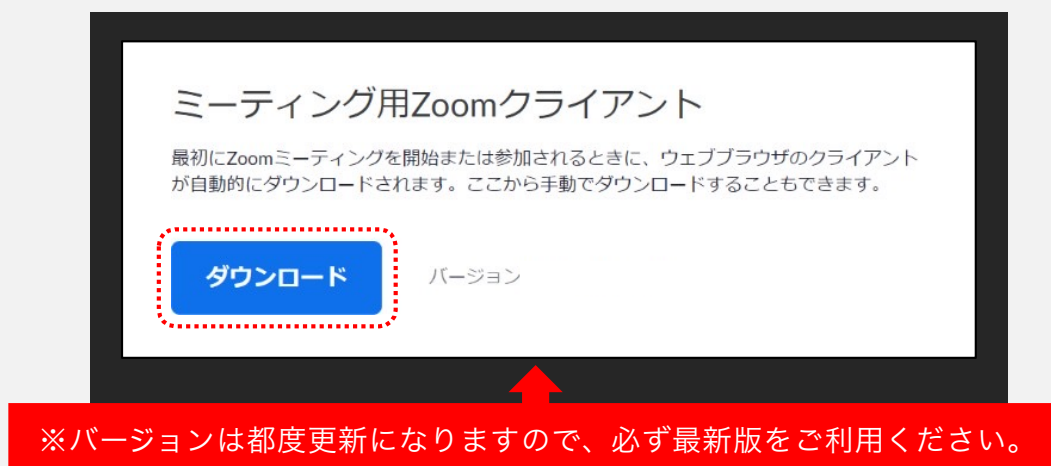 ミーティング用Zoomクライアント
最初にZoomミーティングを開始または参加されるときに、ウェブブラウザのクライアント
が自動的にダウンロードされます。ここから手動でダウンロードすることもできます。
ダウンロード バージョン
※バージョンは都度更新になりますので、必ず最新版をご利用ください。